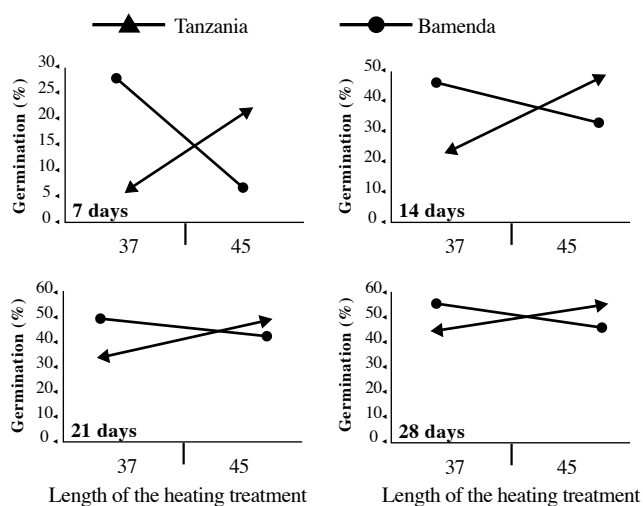 Tanzania
Bamenda
Germination (%)
30
25
20
15
10
5
0
7 days
37
45
Germination (%)
50
40
30
20
10
0
14 days
37
45
Germination (%)
60
50
40
30
20
10
0
21 days
37
45
Length of the heating treatment
Germination (%)
60
50
40
30
20
10
0
28 days
37
45
Length of the heating treatment